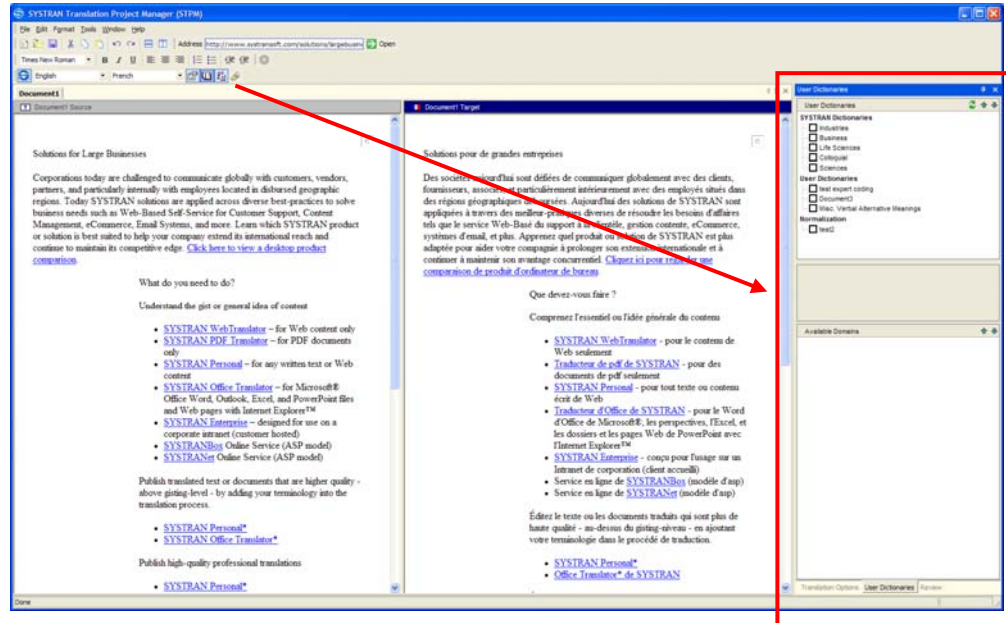 SYSTRAN Translation Project Manager (STPM)
File Edit Format Tools Window Help
Address http://www.systransoft.com/solutions/largebusine Open
Times New Roman B I U
English French
Document1
Document1 Source
Document1 Target
Solutions for Large Businesses
Corporations today are challenged to communicate globally with customers, vendors,
partners, and particularly internally with employees located in disbursed geographic
regions. Today SYSTRAN solutions are applied across diverse best-practices to solve
business needs such as Web-Based Self-Service for Customer Support, Content
Management, eCommerce, Email Systems, and more. Learn which SYSTRAN product
or solution is best suited to help your company extend its international reach and
continue to maintain its competitive edge. Click here to view a desktop product
comparison.
What do you need to do?
Understand the gist or general idea of content
• SYSTRAN WebTranslator – for Web content only
• SYSTRAN PDF Translator – for PDF documents
only
• SYSTRAN Personal – for any written text or Web
content
• SYSTRAN Office Translator – for Microsoft®
Office Word, Outlook, Excel, and PowerPoint files
and Web pages with Internet Explorer™
• SYSTRAN Enterprise – designed for use on a
corporate intranet (customer hosted)
• SYSTRANBox Online Service (ASP model)
• SYSTRANet Online Service (ASP model)
Publish translated text or documents that are higher quality -
above gisting-level - by adding your terminology into the
translation process.
• SYSTRAN Personal*
• SYSTRAN Office Translator*
Publish high-quality professional translations
• SYSTRAN Personal*
Solutions pour de grandes entreprises
Des sociétés aujourd'hui sont défiées de communiquer globalement avec des clients,
fournisseurs, associés, et particulièrement intérieurement avec des employés situés dans
des régions géographiques déboursées. Aujourd'hui des solutions de SYSTRAN sont
appliquées à travers des meilleur-pratiques diverses de résoudre les besoins d'affaires
tels que le service Web-Basé du support à la clientèle, gestion contente, eCommerce,
systèmes d'email, et plus. Apprenez quel produit ou solution de SYSTRAN est plus
adaptée pour aider votre compagnie à prolonger son extension internationale et à
continuer à maintenir son avantage concurrentiel. Cliquez ici pour regarder une
comparaison de produit d'ordinateur de bureau.
Que devez-vous faire ?
Comprenez l'essentiel ou l'idée générale du contenu
• SYSTRAN WebTranslator - pour le contenu de
Web seulement
• Traducteur de pdf de SYSTRAN - pour des
documents de pdf seulement
• SYSTRAN Personal - pour tout texte ou contenu
écrit de Web
• Traducteur d'Office de SYSTRAN - pour le Word
d'Office de Microsoft®, les perspectives, l'Excel, et
les dossiers et les pages Web de PowerPoint avec
l'Internet Explorer™
• SYSTRAN Enterprise - conçu pour l'usage sur un
Intranet de corporation (client accueilli)
• Service en ligne de SYSTRANBox (modèle d'asp)
• Service en ligne de SYSTRANet (modèle d'asp)
Éditez le texte ou les documents traduits qui sont plus de
haute qualité - au-dessus du gisting-niveau - en ajoutant
votre terminologie dans le procédé de traduction.
• SYSTRAN Personal*
• Office Translator* de SYSTRAN
User Dictionaries
User Dictionaries
SYSTRAN Dictionaries
Industries
Business
Life Sciences
Colloquial
Sciences
User Dictionaries
test expert coding
Document3
Misc. Verbal Alternative Meanings
Normalization
test2
Available Domains
Translation Options User Dictionaries Review
Done